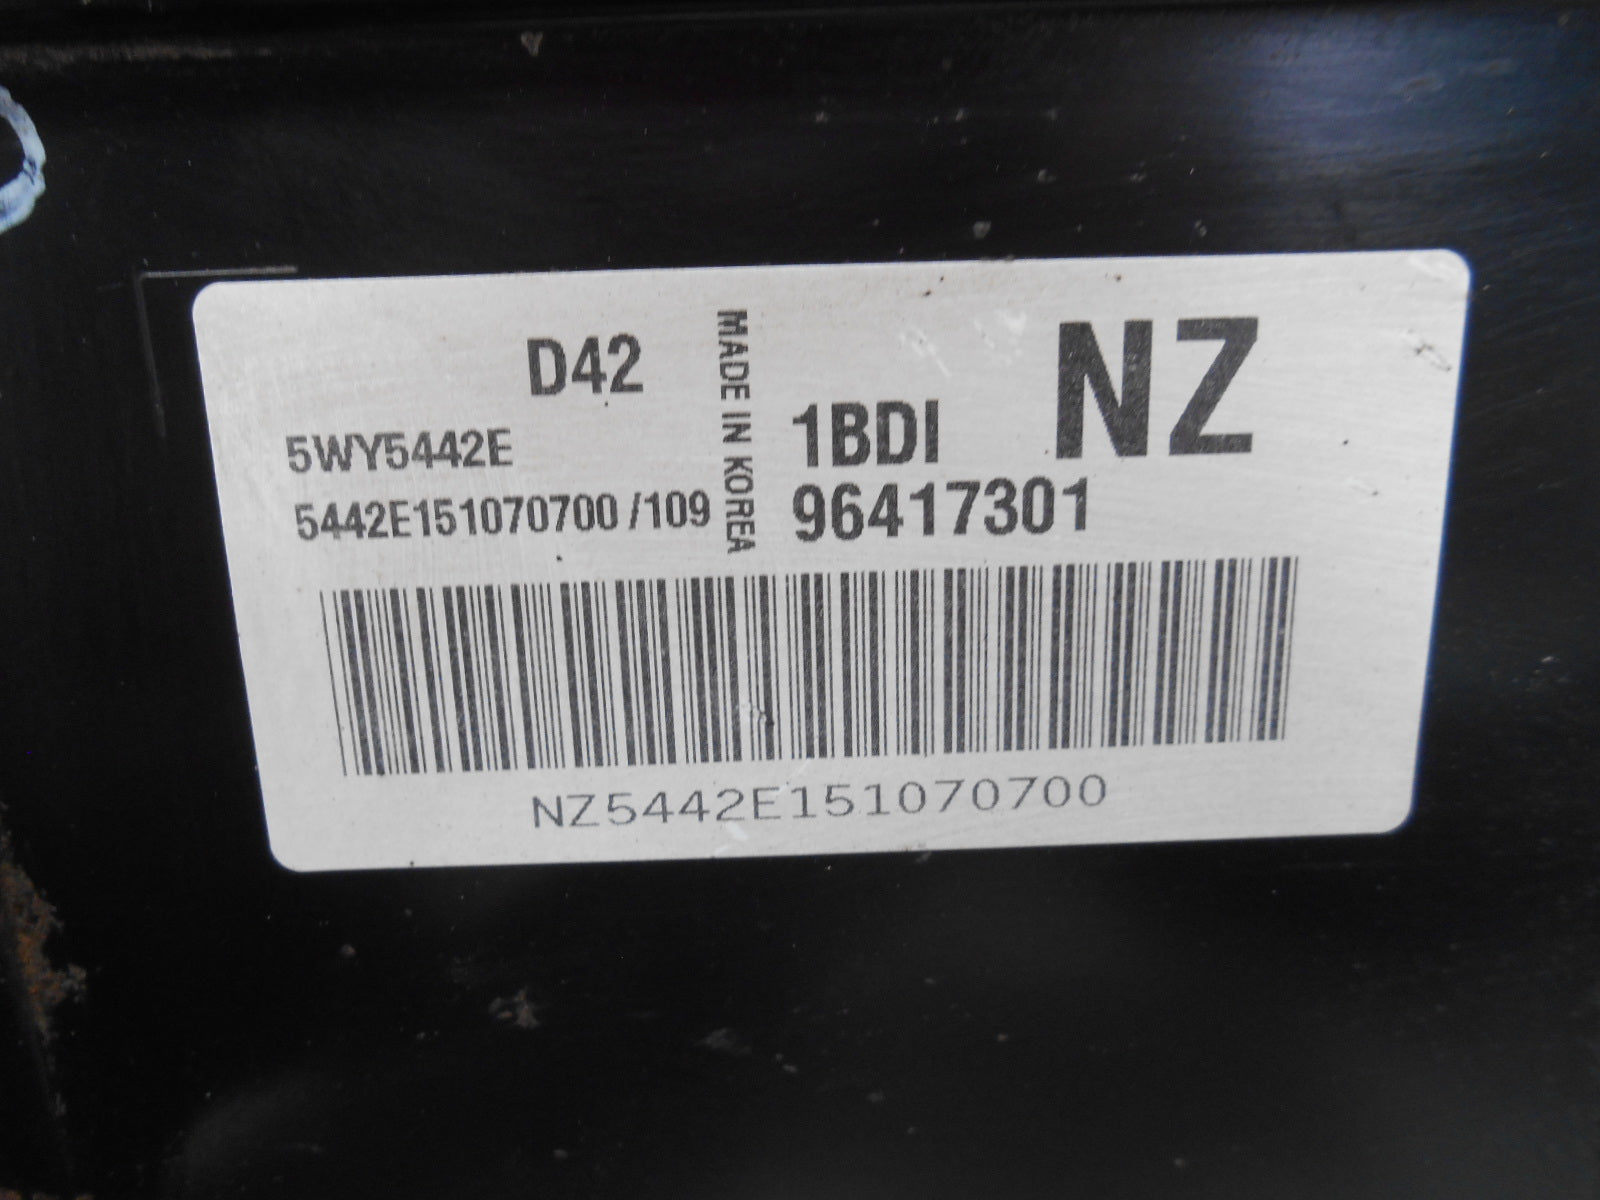 D42
5WY5442E
5442E151070700 /109
MADE IN KOREA
NZ
1BDI
96417301
NZ5442E151070700